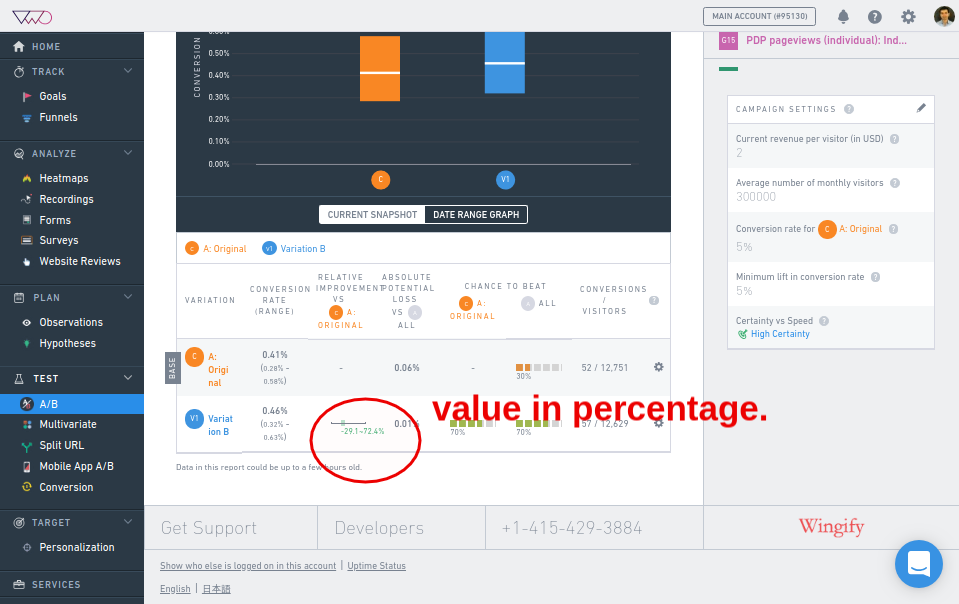 VWO
MAIN ACCOUNT (#95130)
HOME
TRACK
Goals
Funnels
ANALYZE
Heatmaps
Recordings
Forms
Surveys
Website Reviews
PLAN
Observations
Hypotheses
TEST
A/B
Multivariate
Split URL
Mobile App A/B
Conversion
TARGET
Personalization
SERVICES
CONVERSION
0.50%
0.40%
0.30%
0.20%
0.10%
0.00%
C
V1
CURRENT SNAPSHOT
DATE RANGE GRAPH
C A: Original
V1 Variation B
VARIATION
CONVERSION
RATE
(RANGE)
RELATIVE
IMPROVEMENT
VS
C A:
ORIGINAL
ABSOLUTE
POTENTIAL
LOSS
VS
ALL
CHANCE TO BEAT
C A:
ORIGINAL
ALL
CONVERSIONS
/
VISITORS
?
BASE
C A:
Origi
nal
0.41%
(0.28% -
0.58%)
-
0.06%
-
30%
52 / 12,751
V1 Variat
ion B
0.46%
(0.32% -
0.63%)
-29.1~72.4%
70%
70%
57 / 12,629
value in percentage.
Data in this report could be up to a few hours old.
G15 PDP pageviews (individual): Ind...
CAMPAIGN SETTINGS ?
Current revenue per visitor (in USD) ?
2
Average number of monthly visitors ?
300000
Conversion rate for C A: Original ?
5%
Minimum lift in conversion rate ?
5%
Certainty vs Speed ?
High Certainty
Get Support
Developers
+1-415-429-3884
Wingify
Show who else is logged on in this account | Uptime Status
English | 日本語